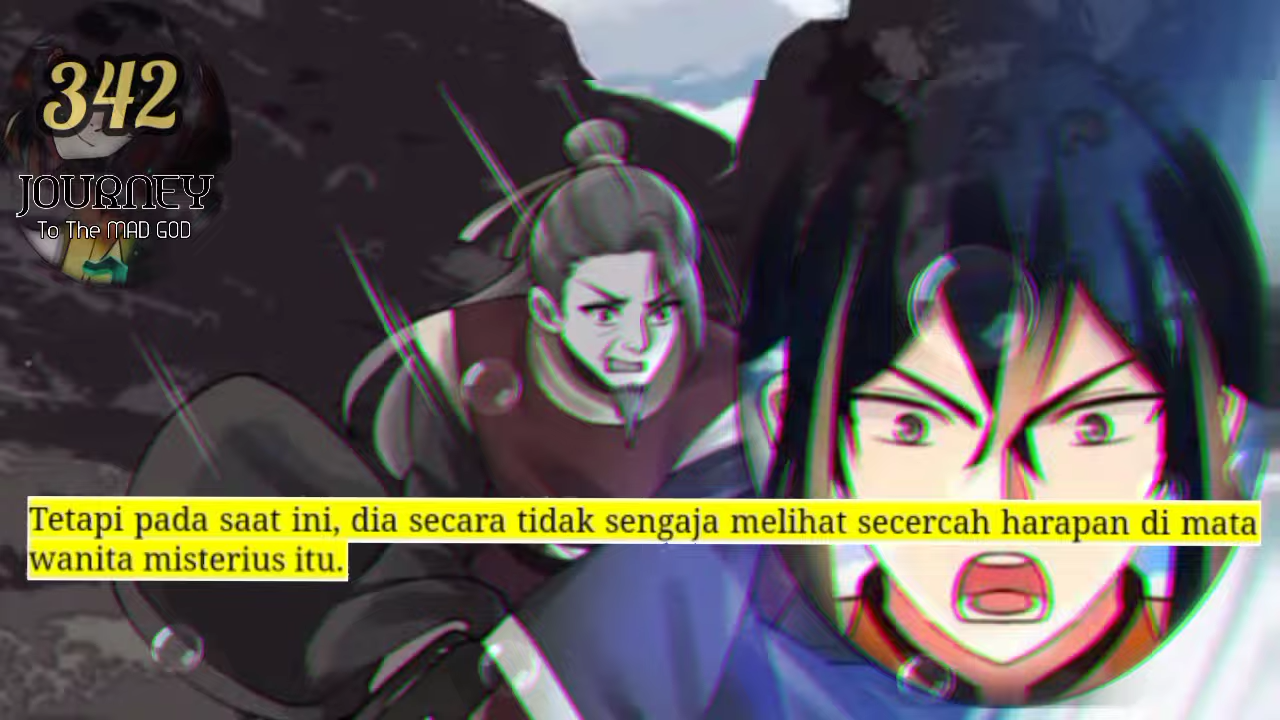 342
JOURNEY
To The MAD GOD
Tetapi pada saat ini, dia secara tidak sengaja melihat secercah harapan di mata
wanita misterius itu.